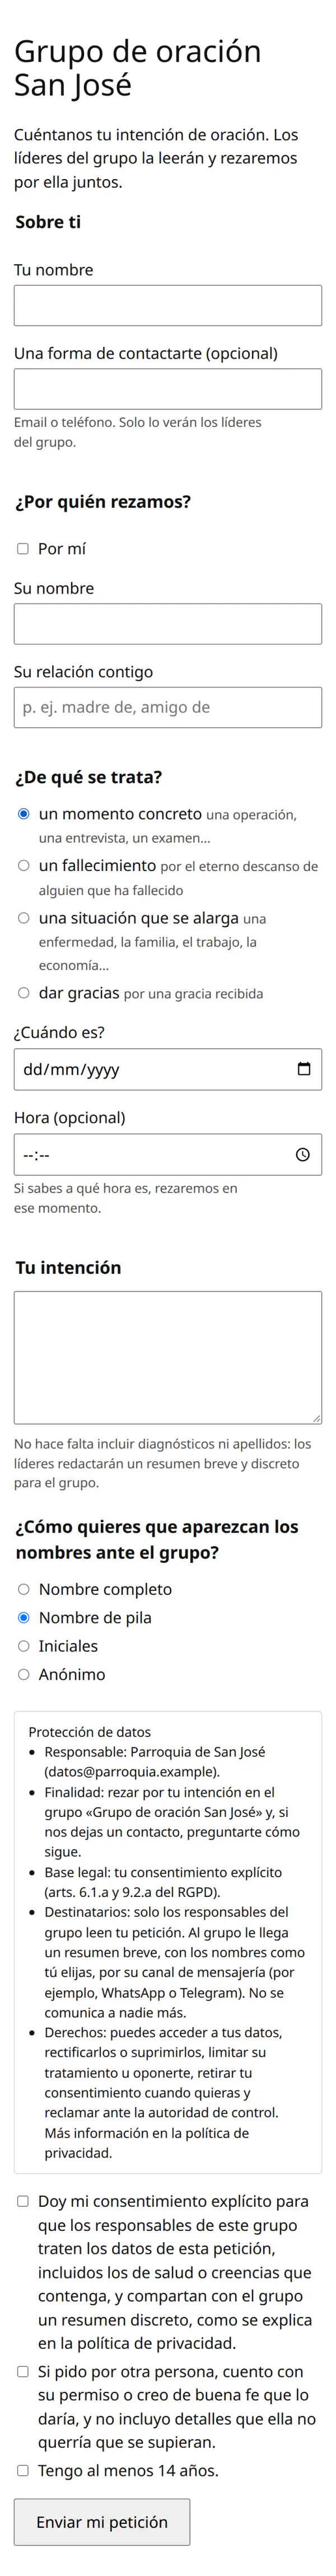 Grupo de oración
San José
Cuéntanos tu intención de oración. Los
líderes del grupo la leerán y rezaremos
por ella juntos.
Sobre ti
Tu nombre
Una forma de contactarte (opcional)
Email o teléfono. Solo lo verán los líderes
del grupo.
¿Por quién rezamos?
Por mí
Su nombre
Su relación contigo
p. ej. madre de, amigo de
¿De qué se trata?
un momento concreto una operación,
una entrevista, un examen...
un fallecimiento por el eterno descanso de
alguien que ha fallecido
una situación que se alarga una
enfermedad, la familia, el trabajo, la
economía...
dar gracias por una gracia recibida
¿Cuándo es?
dd/mm/yyyy
Hora (opcional)
--:--
Si sabes a qué hora es, rezaremos en
ese momento.
Tu intención
No hace falta incluir diagnósticos ni apellidos: los
líderes redactarán un resumen breve y discreto
para el grupo.
¿Cómo quieres que aparezcan los
nombres ante el grupo?
Nombre completo
Nombre de pila
Iniciales
Anónimo
Protección de datos
• Responsable: Parroquia de San José
(datos@parroquia.example).
• Finalidad: rezar por tu intención en el
grupo «Grupo de oración San José» y, si
nos dejas un contacto, preguntarte cómo
sigue.
• Base legal: tu consentimiento explícito
(arts. 6.1.a y 9.2.a del RGPD).
• Destinatarios: solo los responsables del
grupo leen tu petición. Al grupo le llega
un resumen breve, con los nombres como
tú elijas, por su canal de mensajería (por
ejemplo, WhatsApp o Telegram). No se
comunica a nadie más.
• Derechos: puedes acceder a tus datos,
rectificarlos o suprimirlos, limitar su
tratamiento u oponerte, retirar tu
consentimiento cuando quieras y
reclamar ante la autoridad de control.
Más información en la política de
privacidad.
Doy mi consentimiento explícito para
que los responsables de este grupo
traten los datos de esta petición,
incluidos los de salud o creencias que
contenga, y compartan con el grupo
un resumen discreto, como se explica
en la política de privacidad.
Si pido por otra persona, cuento con
su permiso o creo de buena fe que lo
daría, y no incluyo detalles que ella no
querría que se supieran.
Tengo al menos 14 años.
Enviar mi petición